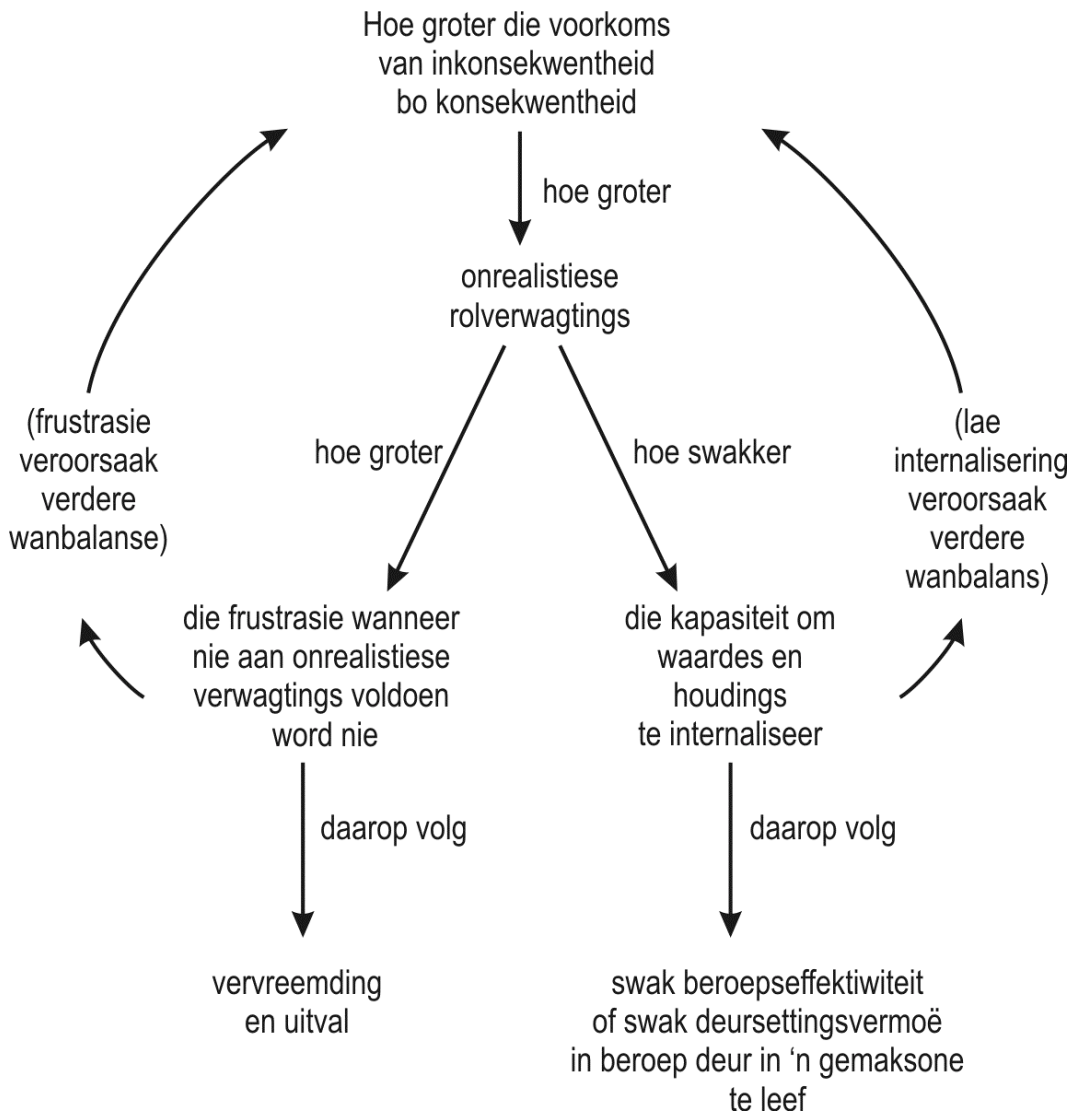 Hoe groter die voorkoms
van inkonsekwentheid
bo konsekwentheid
hoe groter
onrealistiese
rolverwagtings
(frustrasie
veroorsaak
verdere
wanbalanse)
hoe groter
hoe swakker
(lae
internalisering
veroorsaak
verdere
wanbalans)
die frustrasie wanneer
nie aan onrealistiese
verwagtings voldoen
word nie
die kapasiteit om
waardes en
houdings
te internaliseer
daarop volg
daarop volg
vervreemding
en uitval
swak beroepseffektiwiteit
of swak deursettingsvermoë
in beroep deur in ‘n gemaksone
te leef